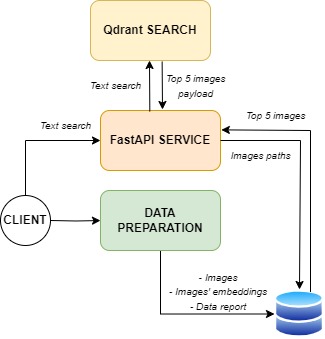 Qdrant SEARCH
Text search
Top 5 images
payload
Text search
FastAPI SERVICE
Top 5 images
Images paths
CLIENT
DATA
PREPARATION
- Images
- Images' embeddings
- Data report